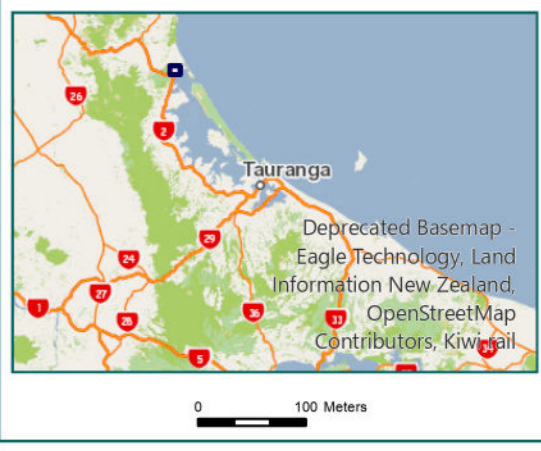 26
2
Tauranga
29
Deprecated Basemap -
Eagle Technology, Land
Information New Zealand,
OpenStreetMap
Contributors, Kiwi rail
24
27
1
28
36
33
34
5
0 100 Meters